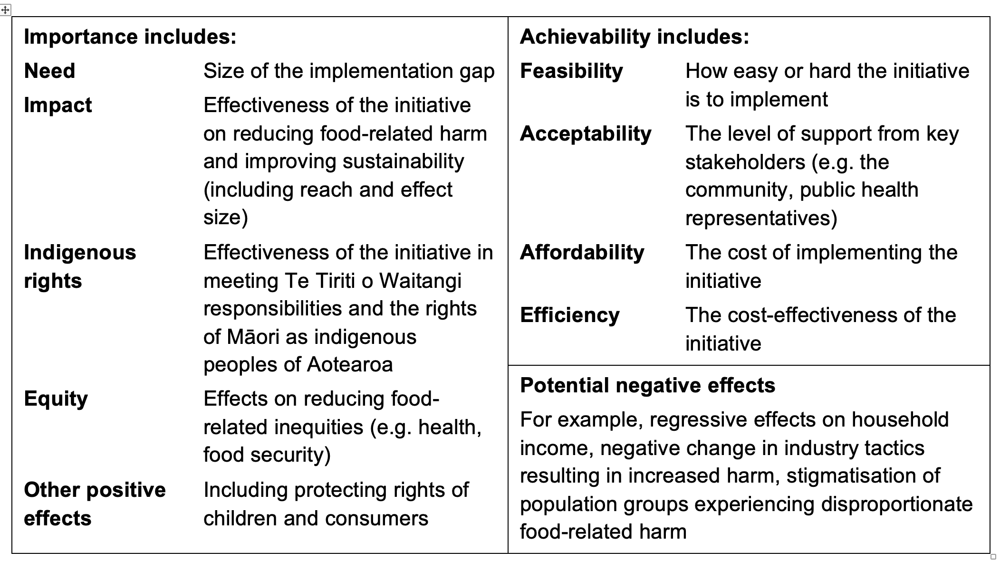 Importance includes:
Need Size of the implementation gap
Impact Effectiveness of the initiative
on reducing food-related harm
and improving sustainability
(including reach and effect
size)
Indigenous Effectiveness of the initiative in
rights meeting Te Tiriti o Waitangi
responsibilities and the rights
of Māori as indigenous
peoples of Aotearoa
Equity Effects on reducing food-
related inequities (e.g. health,
food security)
Other positive Including protecting rights of
effects children and consumers
Achievability includes:
Feasibility How easy or hard the initiative
is to implement
Acceptability The level of support from key
stakeholders (e.g. the
community, public health
representatives)
Affordability The cost of implementing the
initiative
Efficiency The cost-effectiveness of the
initiative
Potential negative effects
For example, regressive effects on household
income, negative change in industry tactics
resulting in increased harm, stigmatisation of
population groups experiencing disproportionate
food-related harm